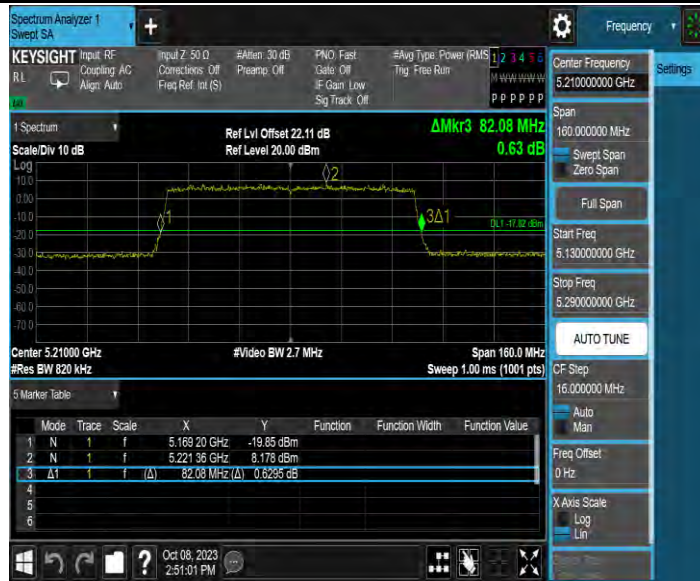 Spectrum Analyzer 1
Swept SA
+
Frequency
KEYSIGHT
RL
Input: RF
Coupling: AC
Align: Auto
Input Z: 50 Ω
Corrections: Off
Freq Ref: Int (S)
#Atten: 30 dB
Preamp: Off
PNO: Fast
Gate: Off
IF Gain: Low
Sig Track: Off
#Avg Type: Power (RMS
Trig: Free Run
1 2 3 4 5 6
M W W W W W
P P P P P P
Center Frequency
5.210000000 GHz
Settings
Span
160.000000 MHz
Swept Span
Zero Span
Full Span
Start Freq
5.130000000 GHz
Stop Freq
5.290000000 GHz
AUTO TUNE
CF Step
16.000000 MHz
Auto
Man
Freq Offset
0 Hz
X Axis Scale
Log
Lin
1 Spectrum
Scale/Div 10 dB
Ref Lvl Offset 22.11 dB
Ref Level 20.00 dBm
ΔMkr3 82.08 MHz
0.63 dB
Log
10.0
0.00
-10.0
-20.0
-30.0
-40.0
-50.0
-60.0
-70.0
2
1
3Δ1
DL1 -17.82 dBm
Center 5.21000 GHz
#Res BW 820 kHz
#Video BW 2.7 MHz
Span 160.0 MHz
Sweep 1.00 ms (1001 pts)
5 Marker Table
Mode Trace Scale X Y Function Function Width Function Value
1 N 1 f 5.169 20 GHz -19.85 dBm
2 N 1 f 5.221 36 GHz 8.178 dBm
3 Δ1 1 f (Δ) 82.08 MHz (Δ) 0.6295 dB
4
5
6
?
Oct 08, 2023
2:51:01 PM